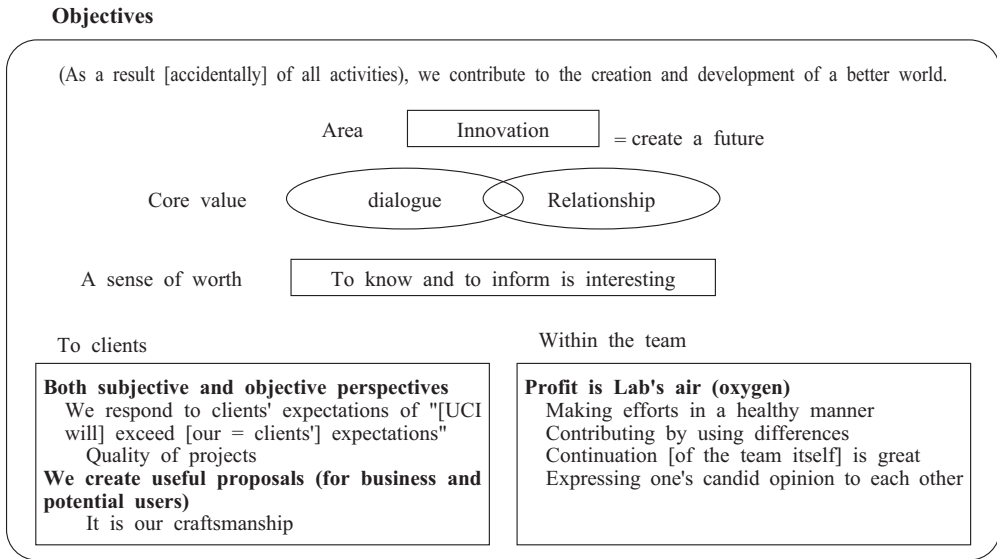 Objectives
(As a result [accidentally] of all activities), we contribute to the creation and development of a better world.
Area Innovation = create a future
Core value dialogue Relationship
A sense of worth To know and to inform is interesting
To clients
Both subjective and objective perspectives
We respond to clients' expectations of "[UCI
will] exceed [our = clients'] expectations"
Quality of projects
We create useful proposals (for business and
potential users)
It is our craftsmanship
Within the team
Profit is Lab's air (oxygen)
Making efforts in a healthy manner
Contributing by using differences
Continuation [of the team itself] is great
Expressing one's candid opinion to each other